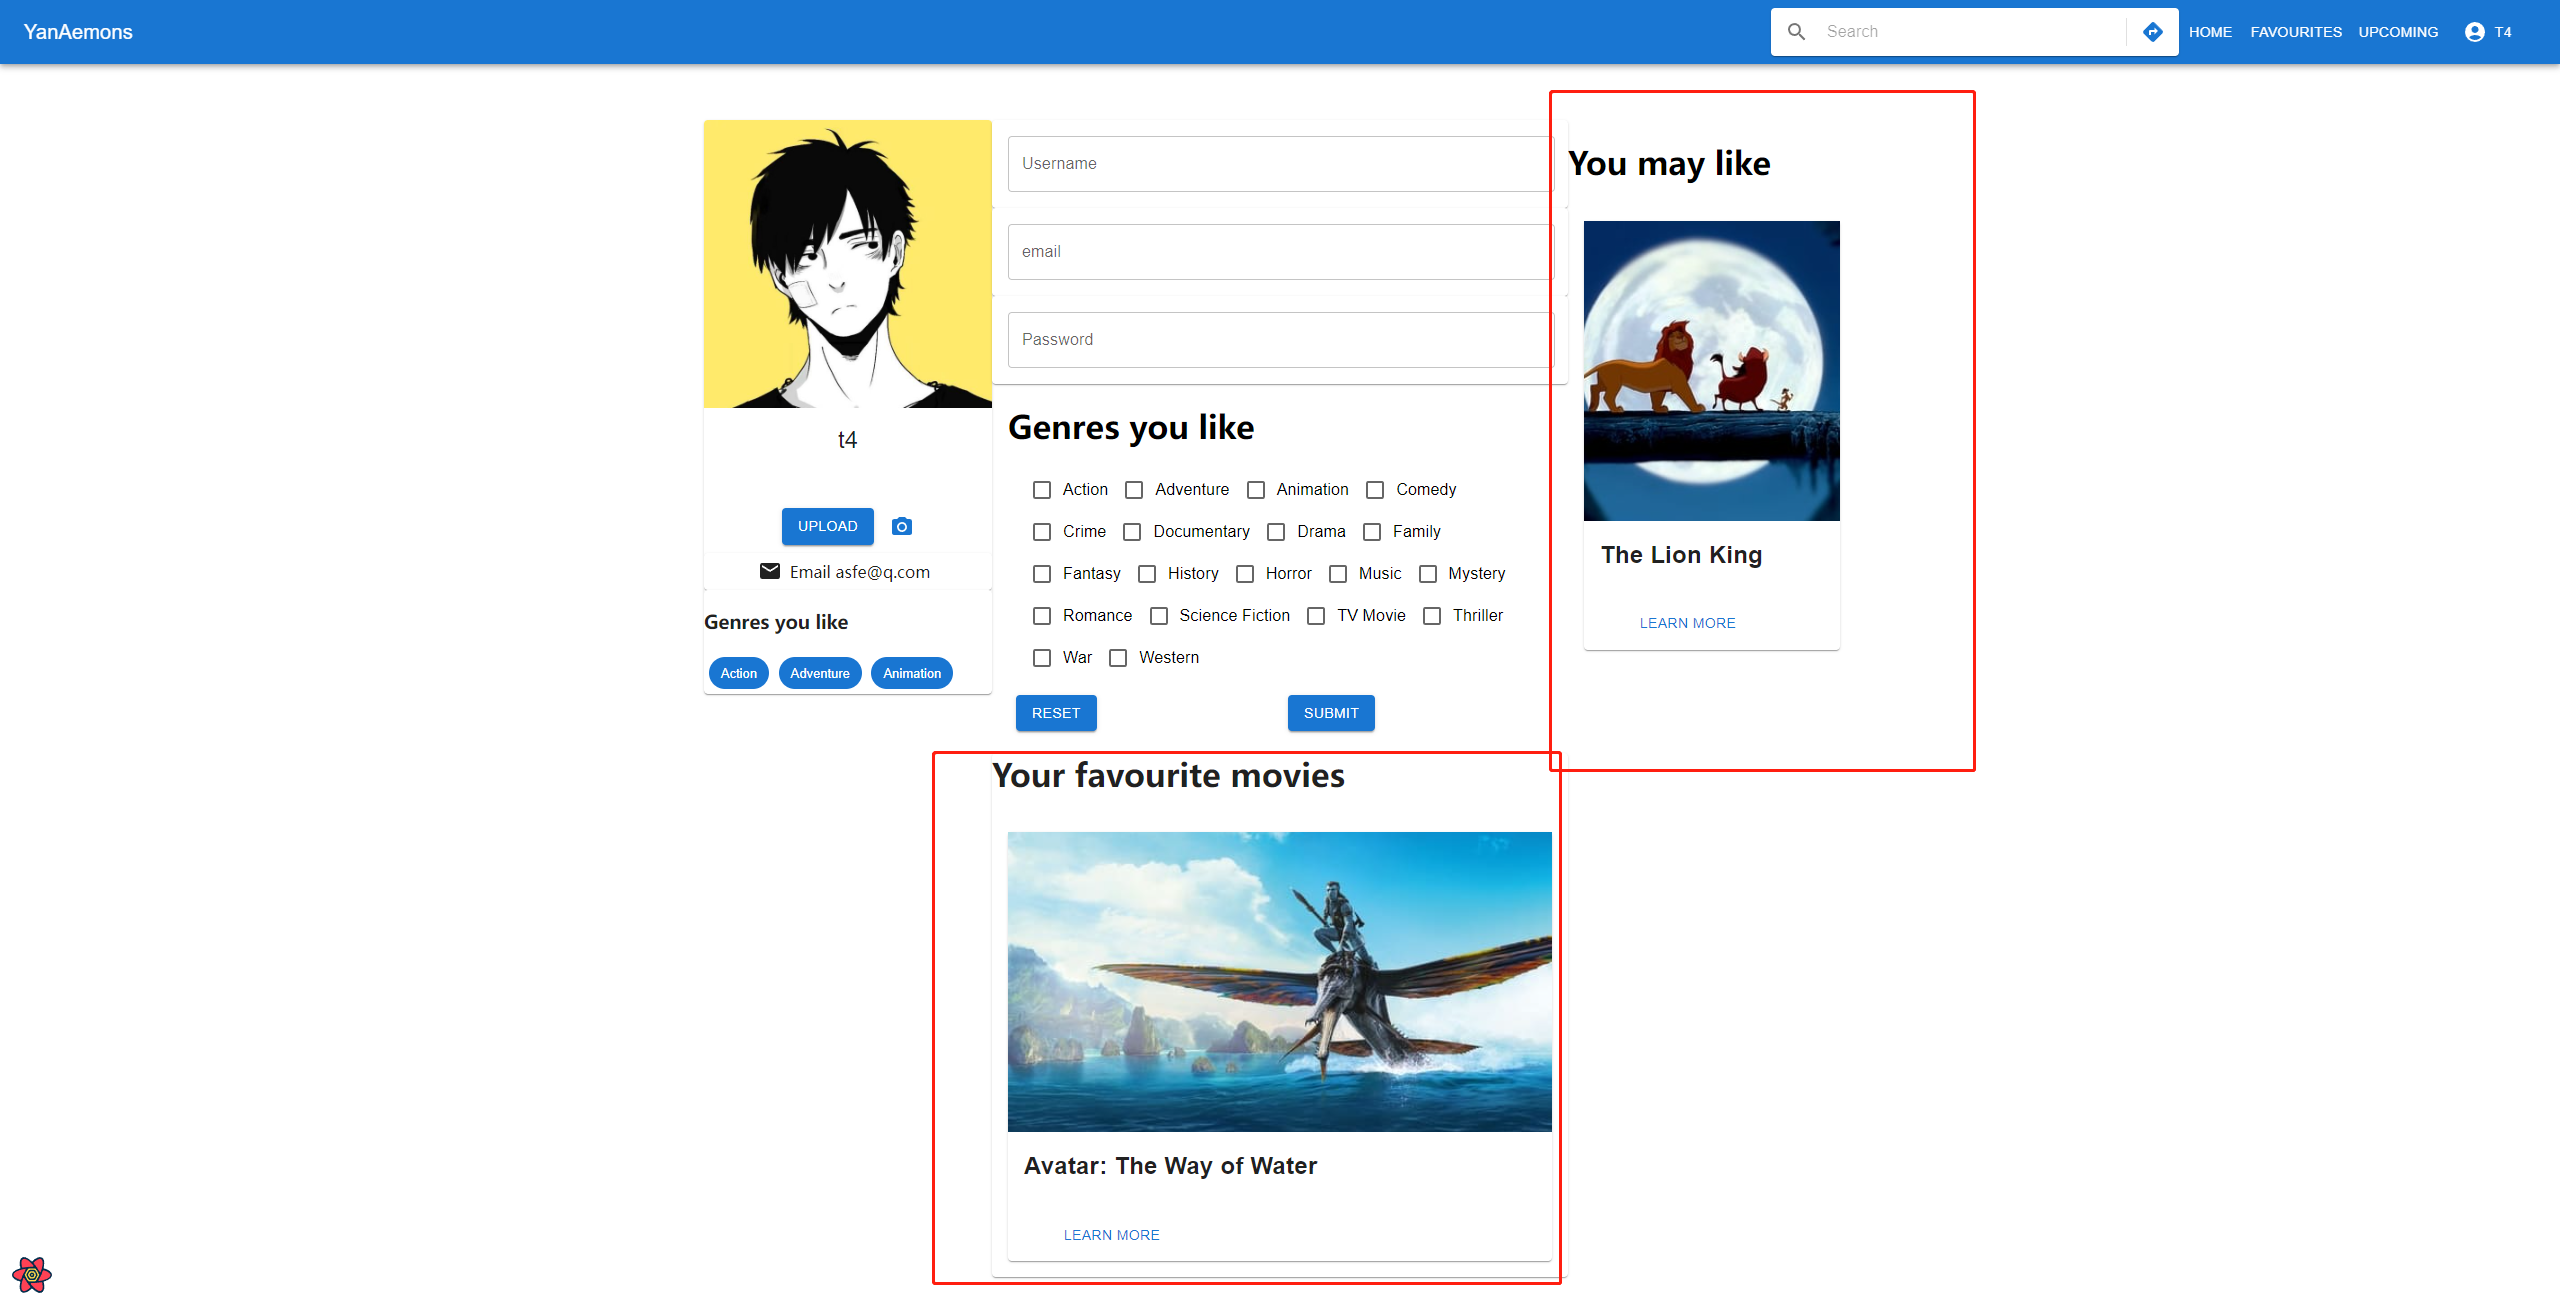 YanAemons
Search
HOME FAVOURITES UPCOMING T4
t4
UPLOAD
Email asfe@q.com
Genres you like
Action Adventure Animation
Username
email
Password
Genres you like
Action Adventure Animation Comedy
Crime Documentary Drama Family
Fantasy History Horror Music Mystery
Romance Science Fiction TV Movie Thriller
War Western
RESET SUBMIT
You may like
The Lion King
LEARN MORE
Your favourite movies
Avatar: The Way of Water
LEARN MORE